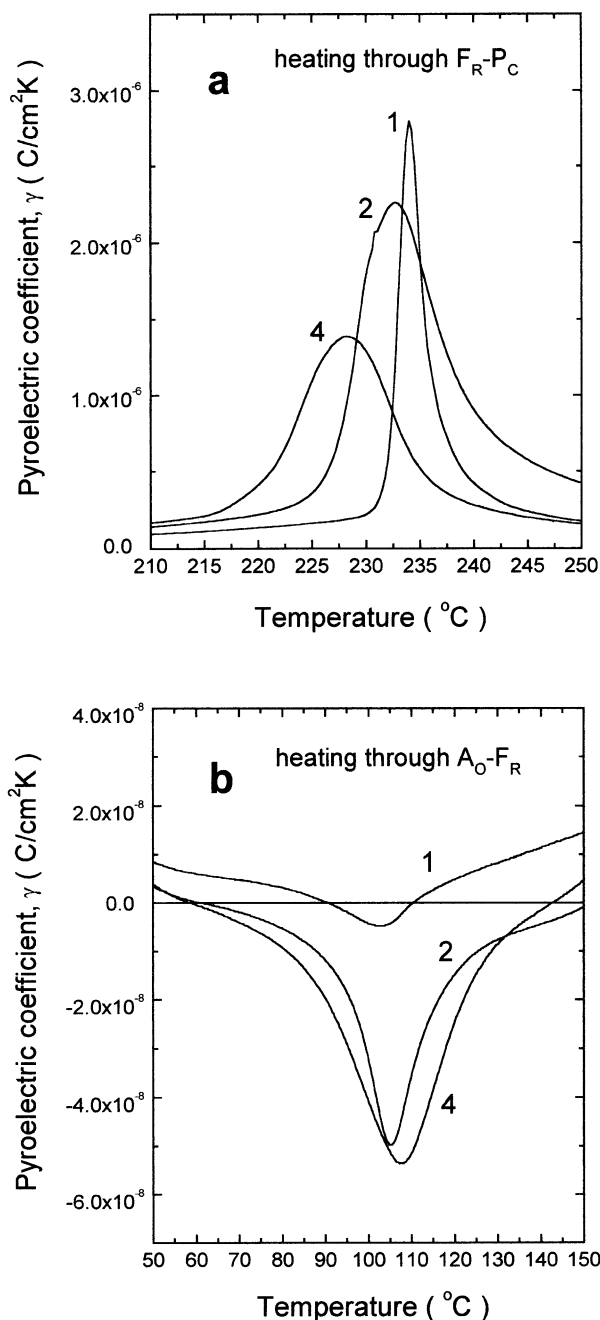 a
heating through F_R-P_C
Pyroelectric coefficient, γ ( C/cm²K)
3.0x10⁻⁶
2.0x10⁻⁶
1.0x10⁻⁶
0.0
1
2
4
210 215 220 225 230 235 240 245 250
Temperature ( °C )
b
heating through A_O-F_R
Pyroelectric coefficient, γ ( C/cm²K)
4.0x10⁻⁸
2.0x10⁻⁸
0.0
-2.0x10⁻⁸
-4.0x10⁻⁸
-6.0x10⁻⁸
1
2
4
50 60 70 80 90 100 110 120 130 140 150
Temperature ( °C )